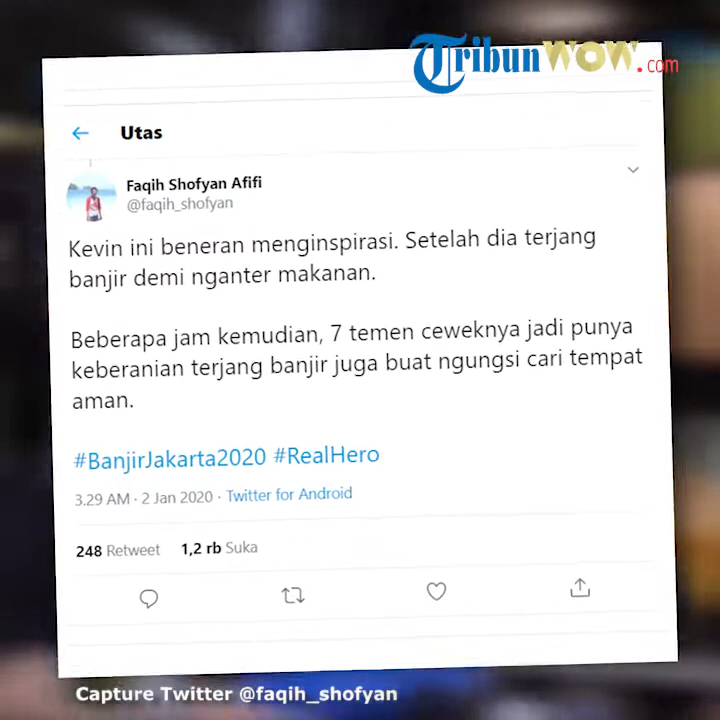 TribunWOW.com
Utas
Faqih Shofyan Afifi
@faqih_shofyan
Kevin ini beneran menginspirasi. Setelah dia terjang
banjir demi nganter makanan.
Beberapa jam kemudian, 7 temen ceweknya jadi punya
keberanian terjang banjir juga buat ngungsi cari tempat
aman.
#BanjirJakarta2020 #RealHero
3.29 AM · 2 Jan 2020 · Twitter for Android
248 Retweet 1,2 rb Suka
Capture Twitter @faqih_shofyan